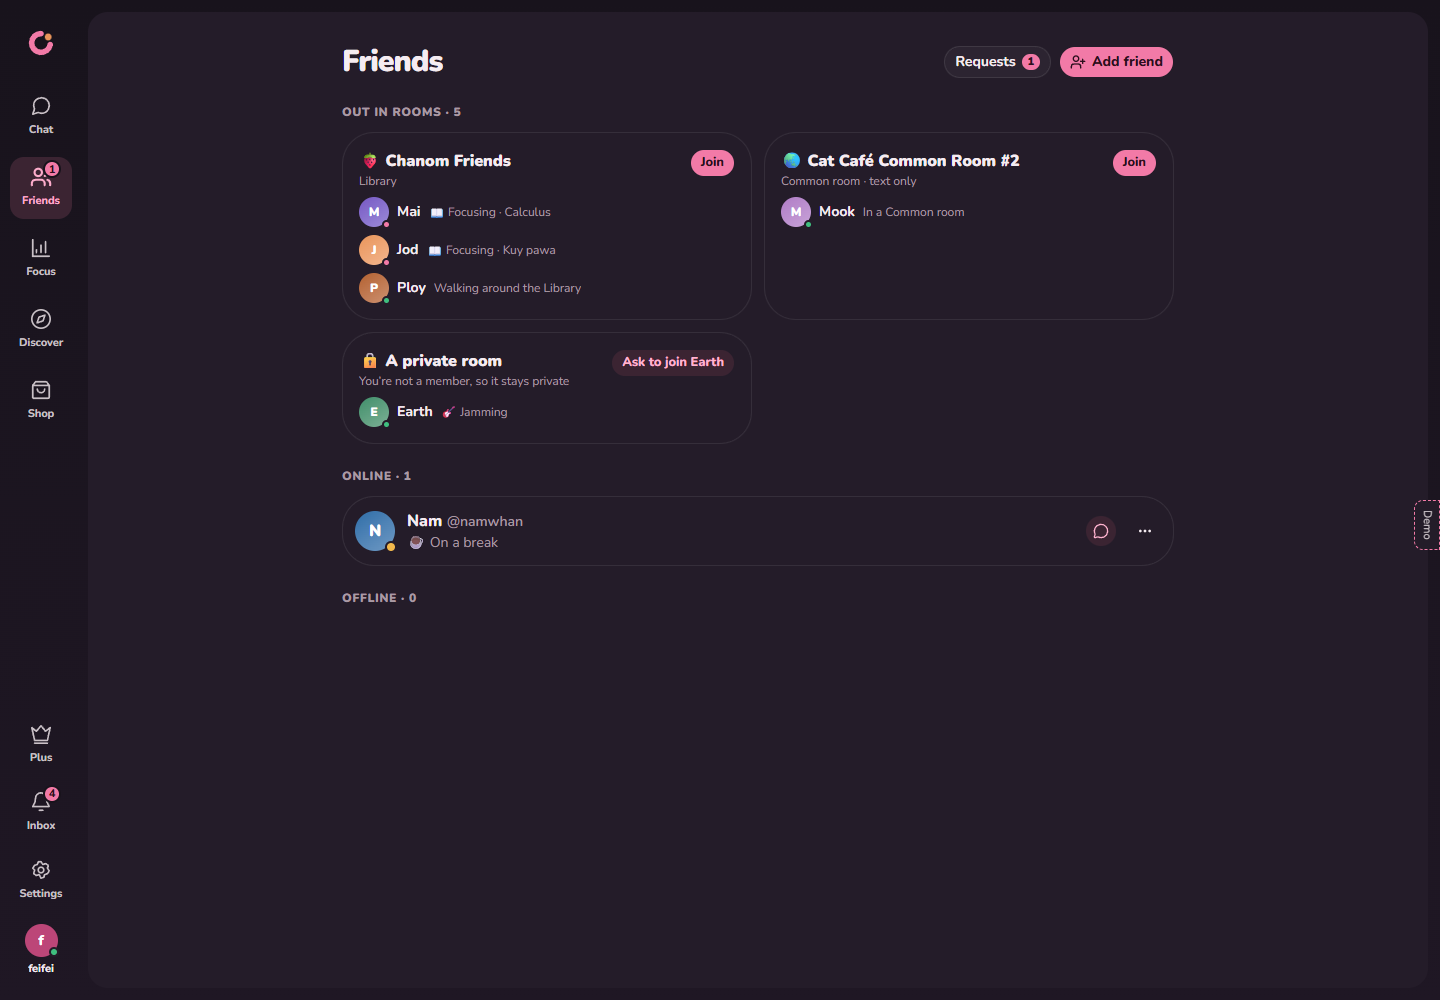 Chat
1
Friends
Focus
Discover
Shop
Plus
4
Inbox
Settings
f
feifei
Friends
Requests 1
Add friend
OUT IN ROOMS · 5
Chanom Friends
Join
Library
M Mai Focusing · Calculus
J Jod Focusing · Kuy pawa
P Ploy Walking around the Library
Cat Café Common Room #2
Join
Common room · text only
M Mook In a Common room
A private room
Ask to join Earth
You're not a member, so it stays private
E Earth Jamming
ONLINE · 1
N
Nam @namwhan
On a break
OFFLINE · 0
Demo